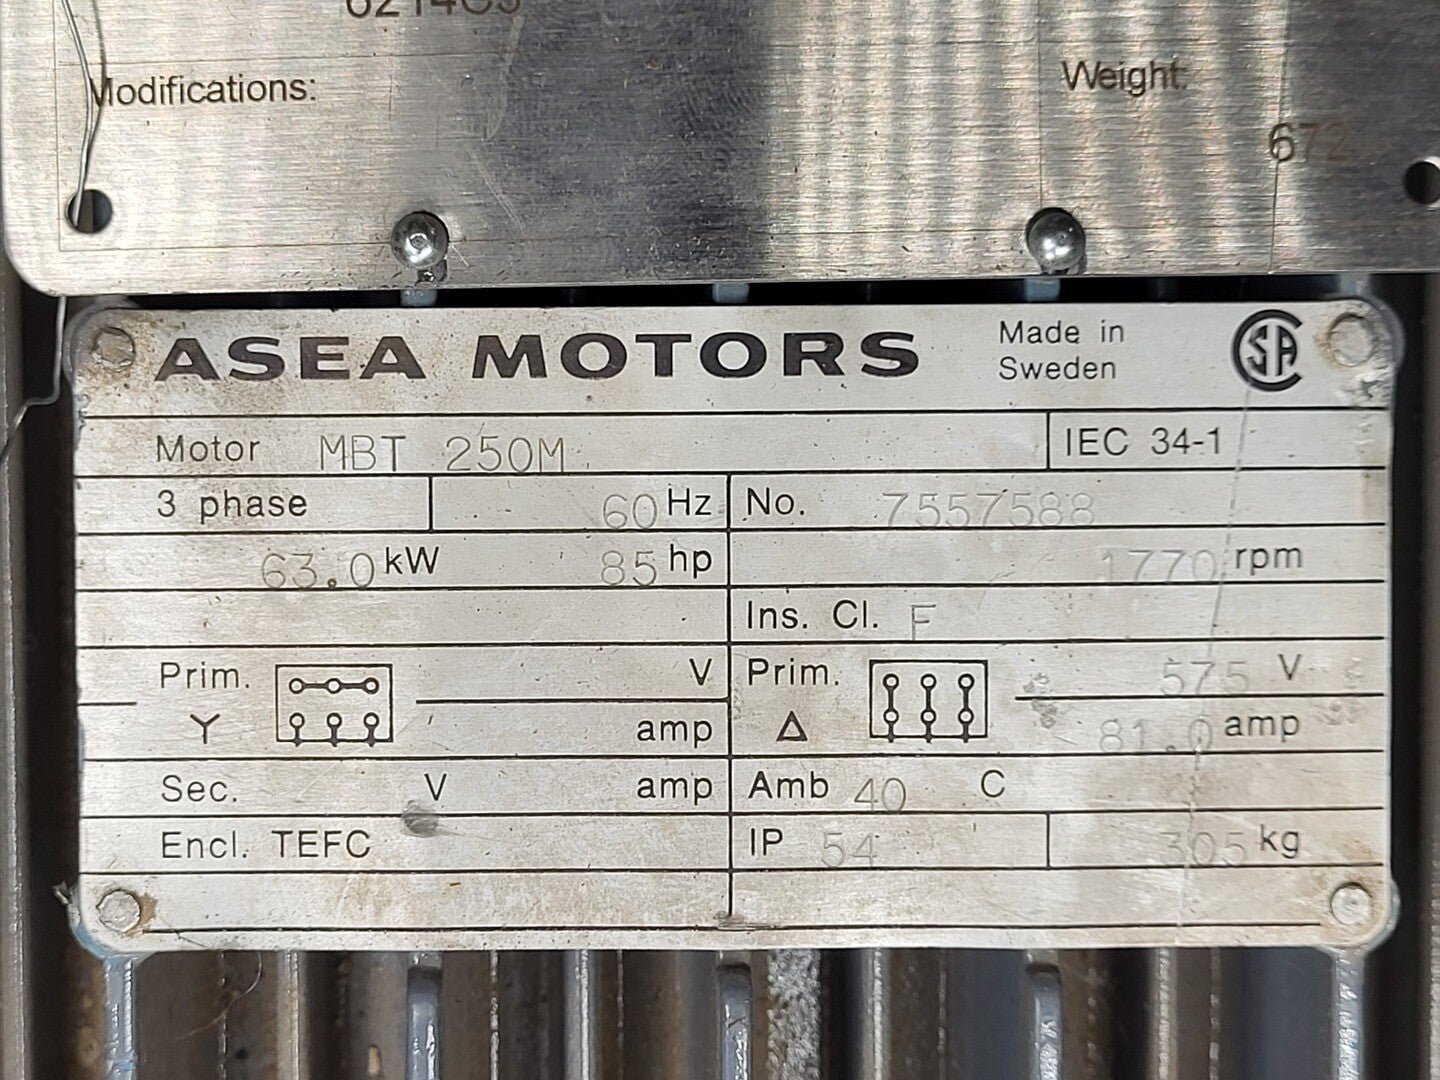 6214C3
Modifications:
Weight:
672
ASEA MOTORS
Made in
Sweden
CSA
Motor MBT 250M
IEC 34-1
3 phase 60 Hz
No. 7557588
63.0 kW 85 hp
1770 rpm
Ins. Cl. F
Prim. V
Y amp
Prim. 575 V
Δ 81.0 amp
Sec. V amp
Amb 40 C
Encl. TEFC
IP 54
305 kg